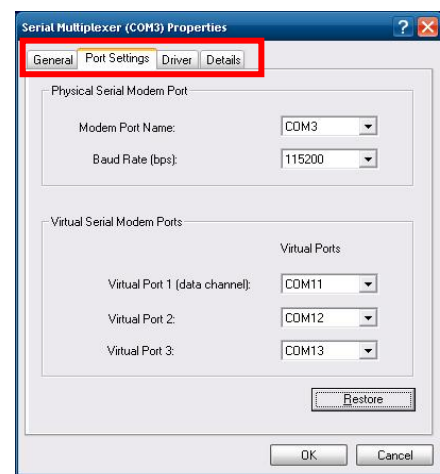 Serial Multiplexer (COM3) Properties
General Port Settings Driver Details
Physical Serial Modem Port
Modem Port Name: COM3
Baud Rate (bps): 115200
Virtual Serial Modem Ports
Virtual Ports
Virtual Port 1 (data channel): COM11
Virtual Port 2: COM12
Virtual Port 3: COM13
Restore
OK Cancel